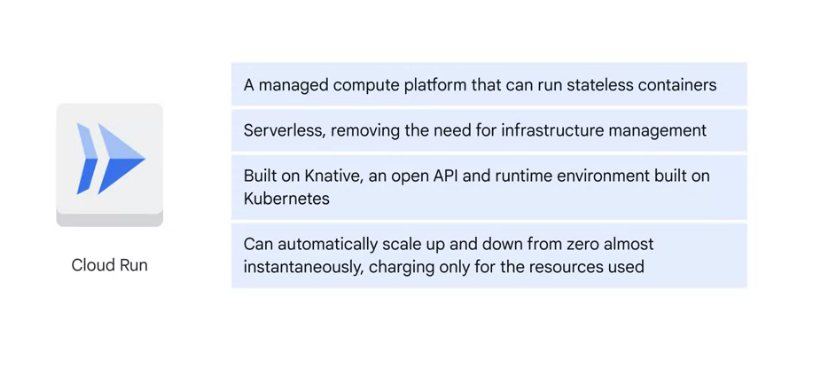 A managed compute platform that can run stateless containers
Serverless, removing the need for infrastructure management
Built on Knative, an open API and runtime environment built on
Kubernetes
Can automatically scale up and down from zero almost
instantaneously, charging only for the resources used
Cloud Run